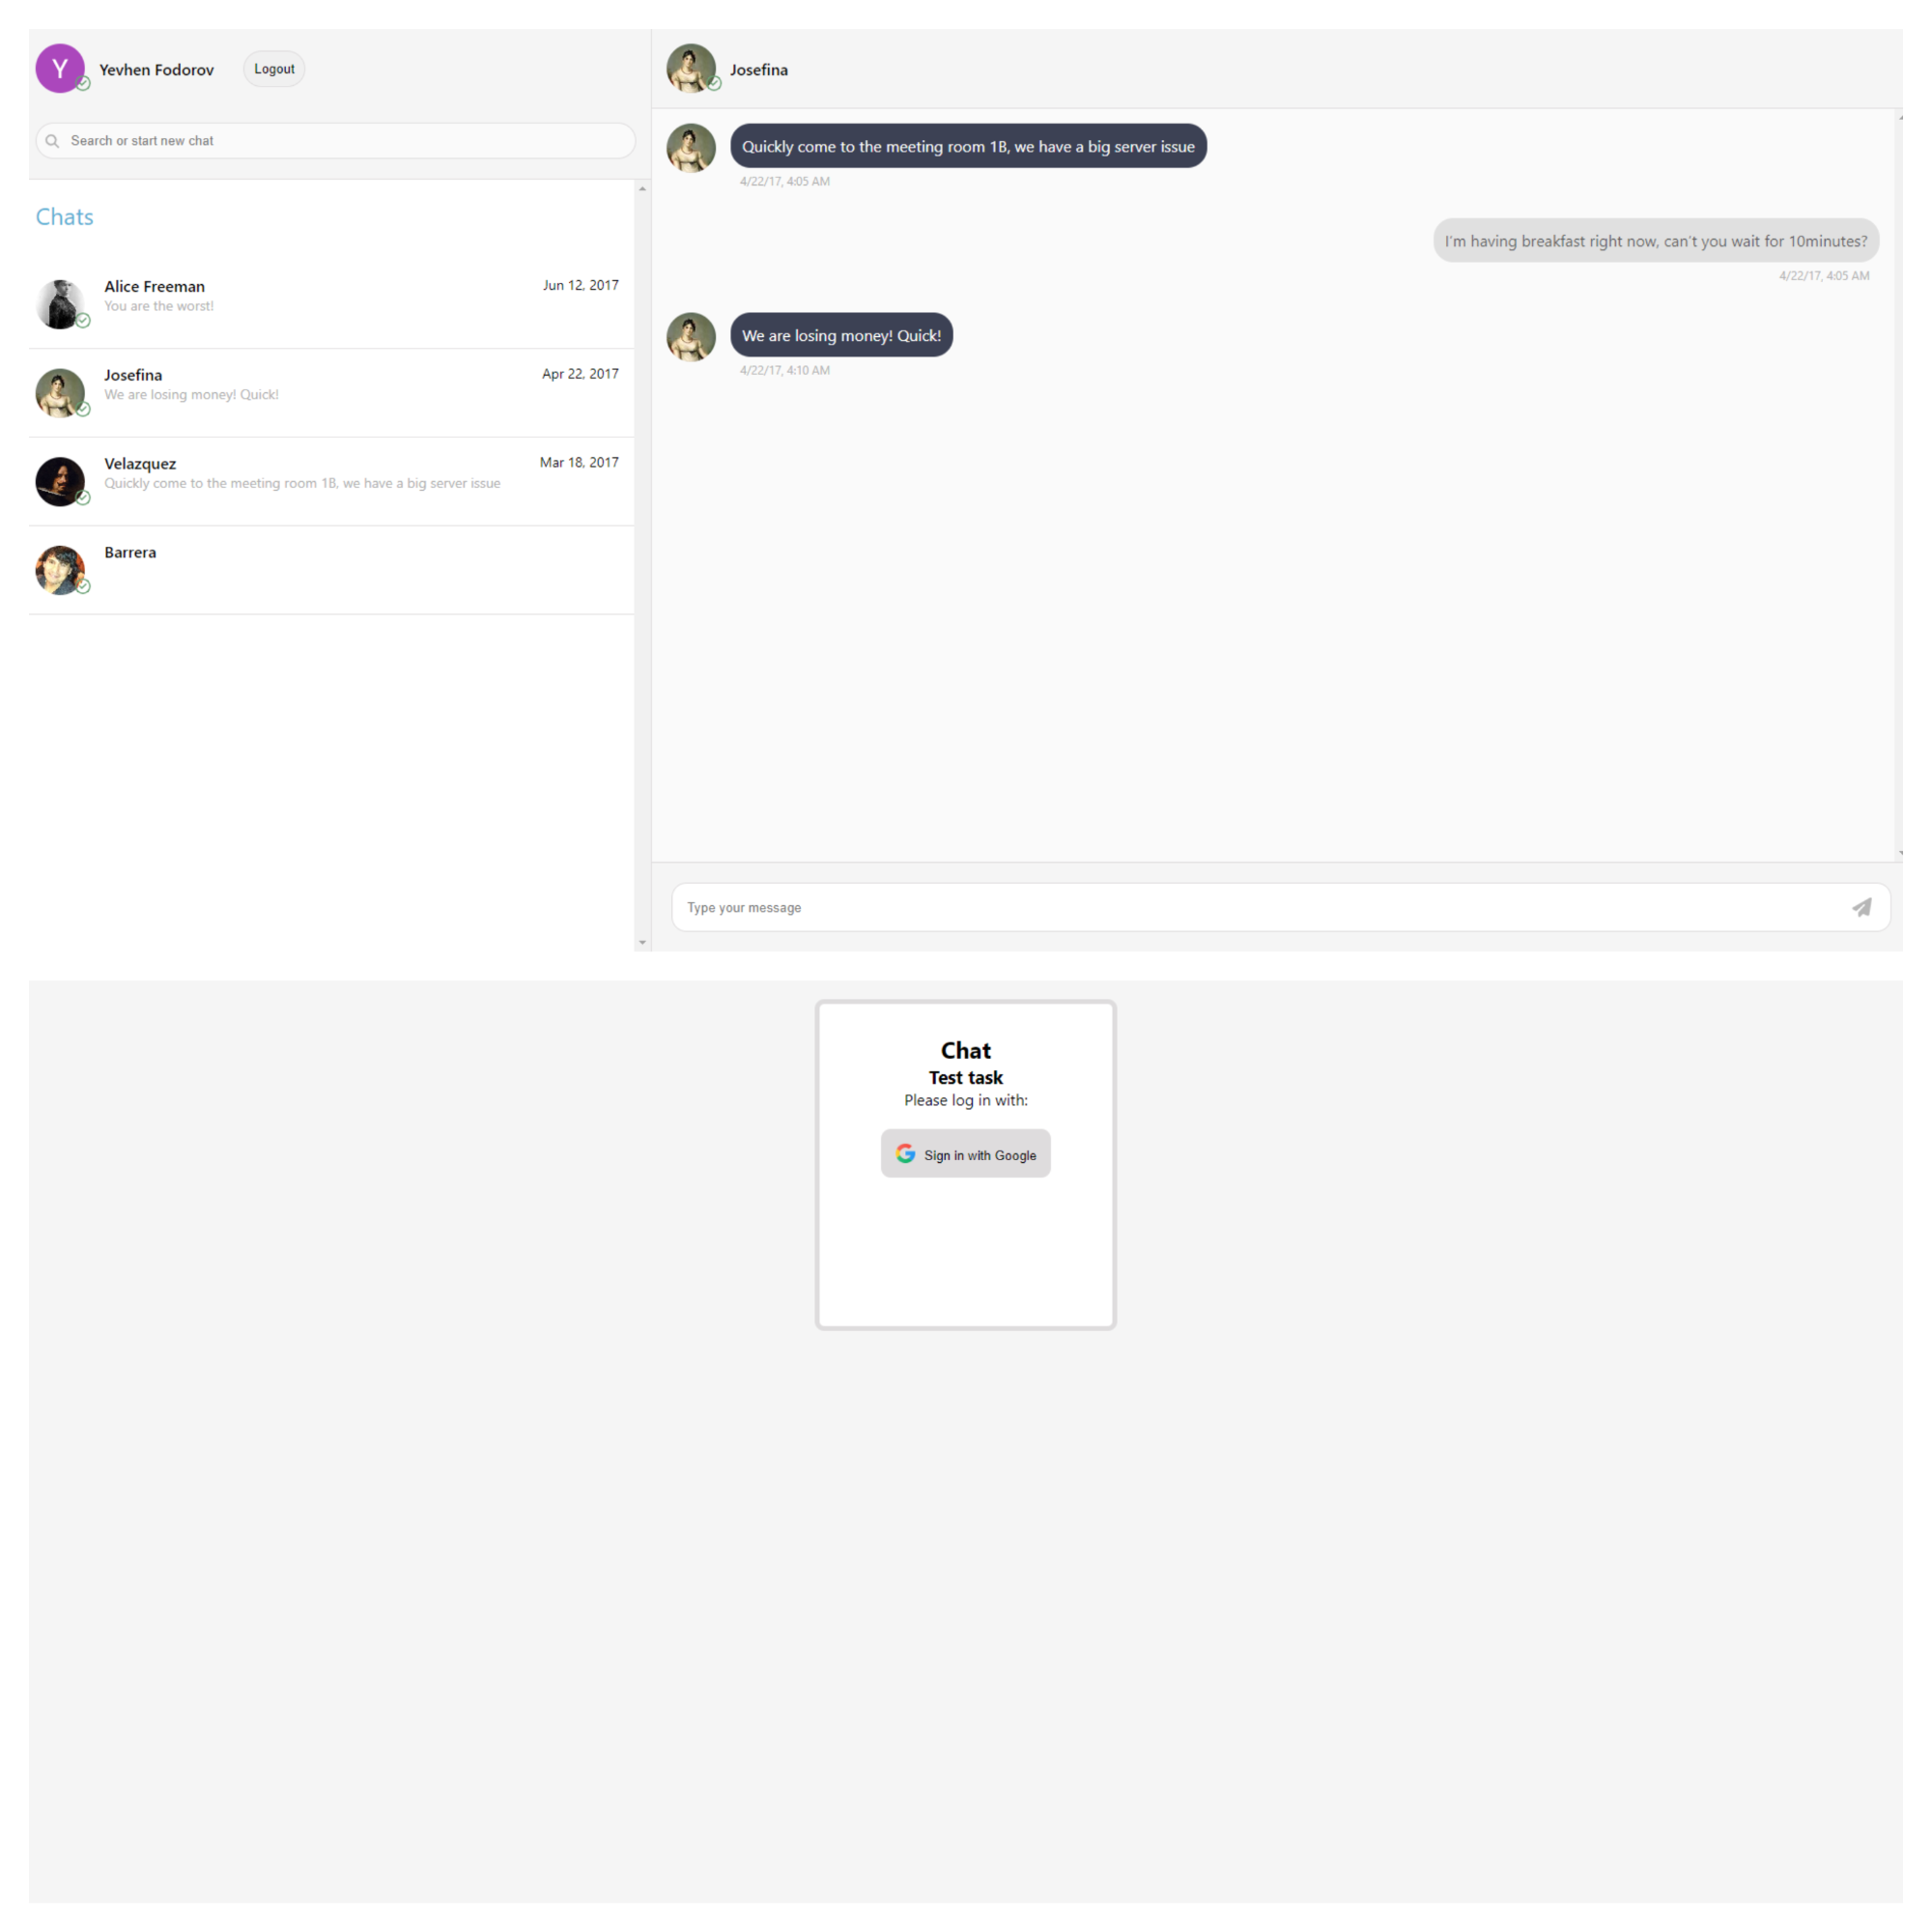 Y
Yevhen Fodorov
Logout
Search or start new chat
Chats
Alice Freeman
Jun 12, 2017
You are the worst!
Josefina
Apr 22, 2017
We are losing money! Quick!
Velazquez
Mar 18, 2017
Quickly come to the meeting room 1B, we have a big server issue
Barrera
Josefina
Quickly come to the meeting room 1B, we have a big server issue
4/22/17, 4:05 AM
I'm having breakfast right now, can't you wait for 10minutes?
4/22/17, 4:05 AM
We are losing money! Quick!
4/22/17, 4:10 AM
Type your message
Chat
Test task
Please log in with:
Sign in with Google